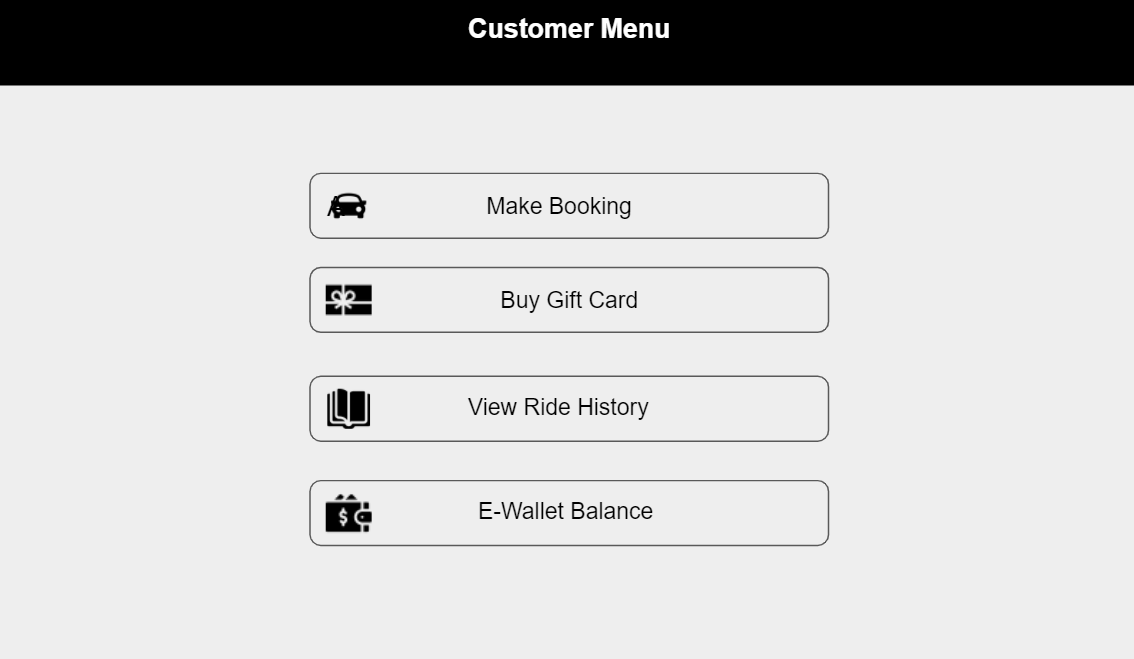 Customer Menu
Make Booking
Buy Gift Card
View Ride History
$
E-Wallet Balance